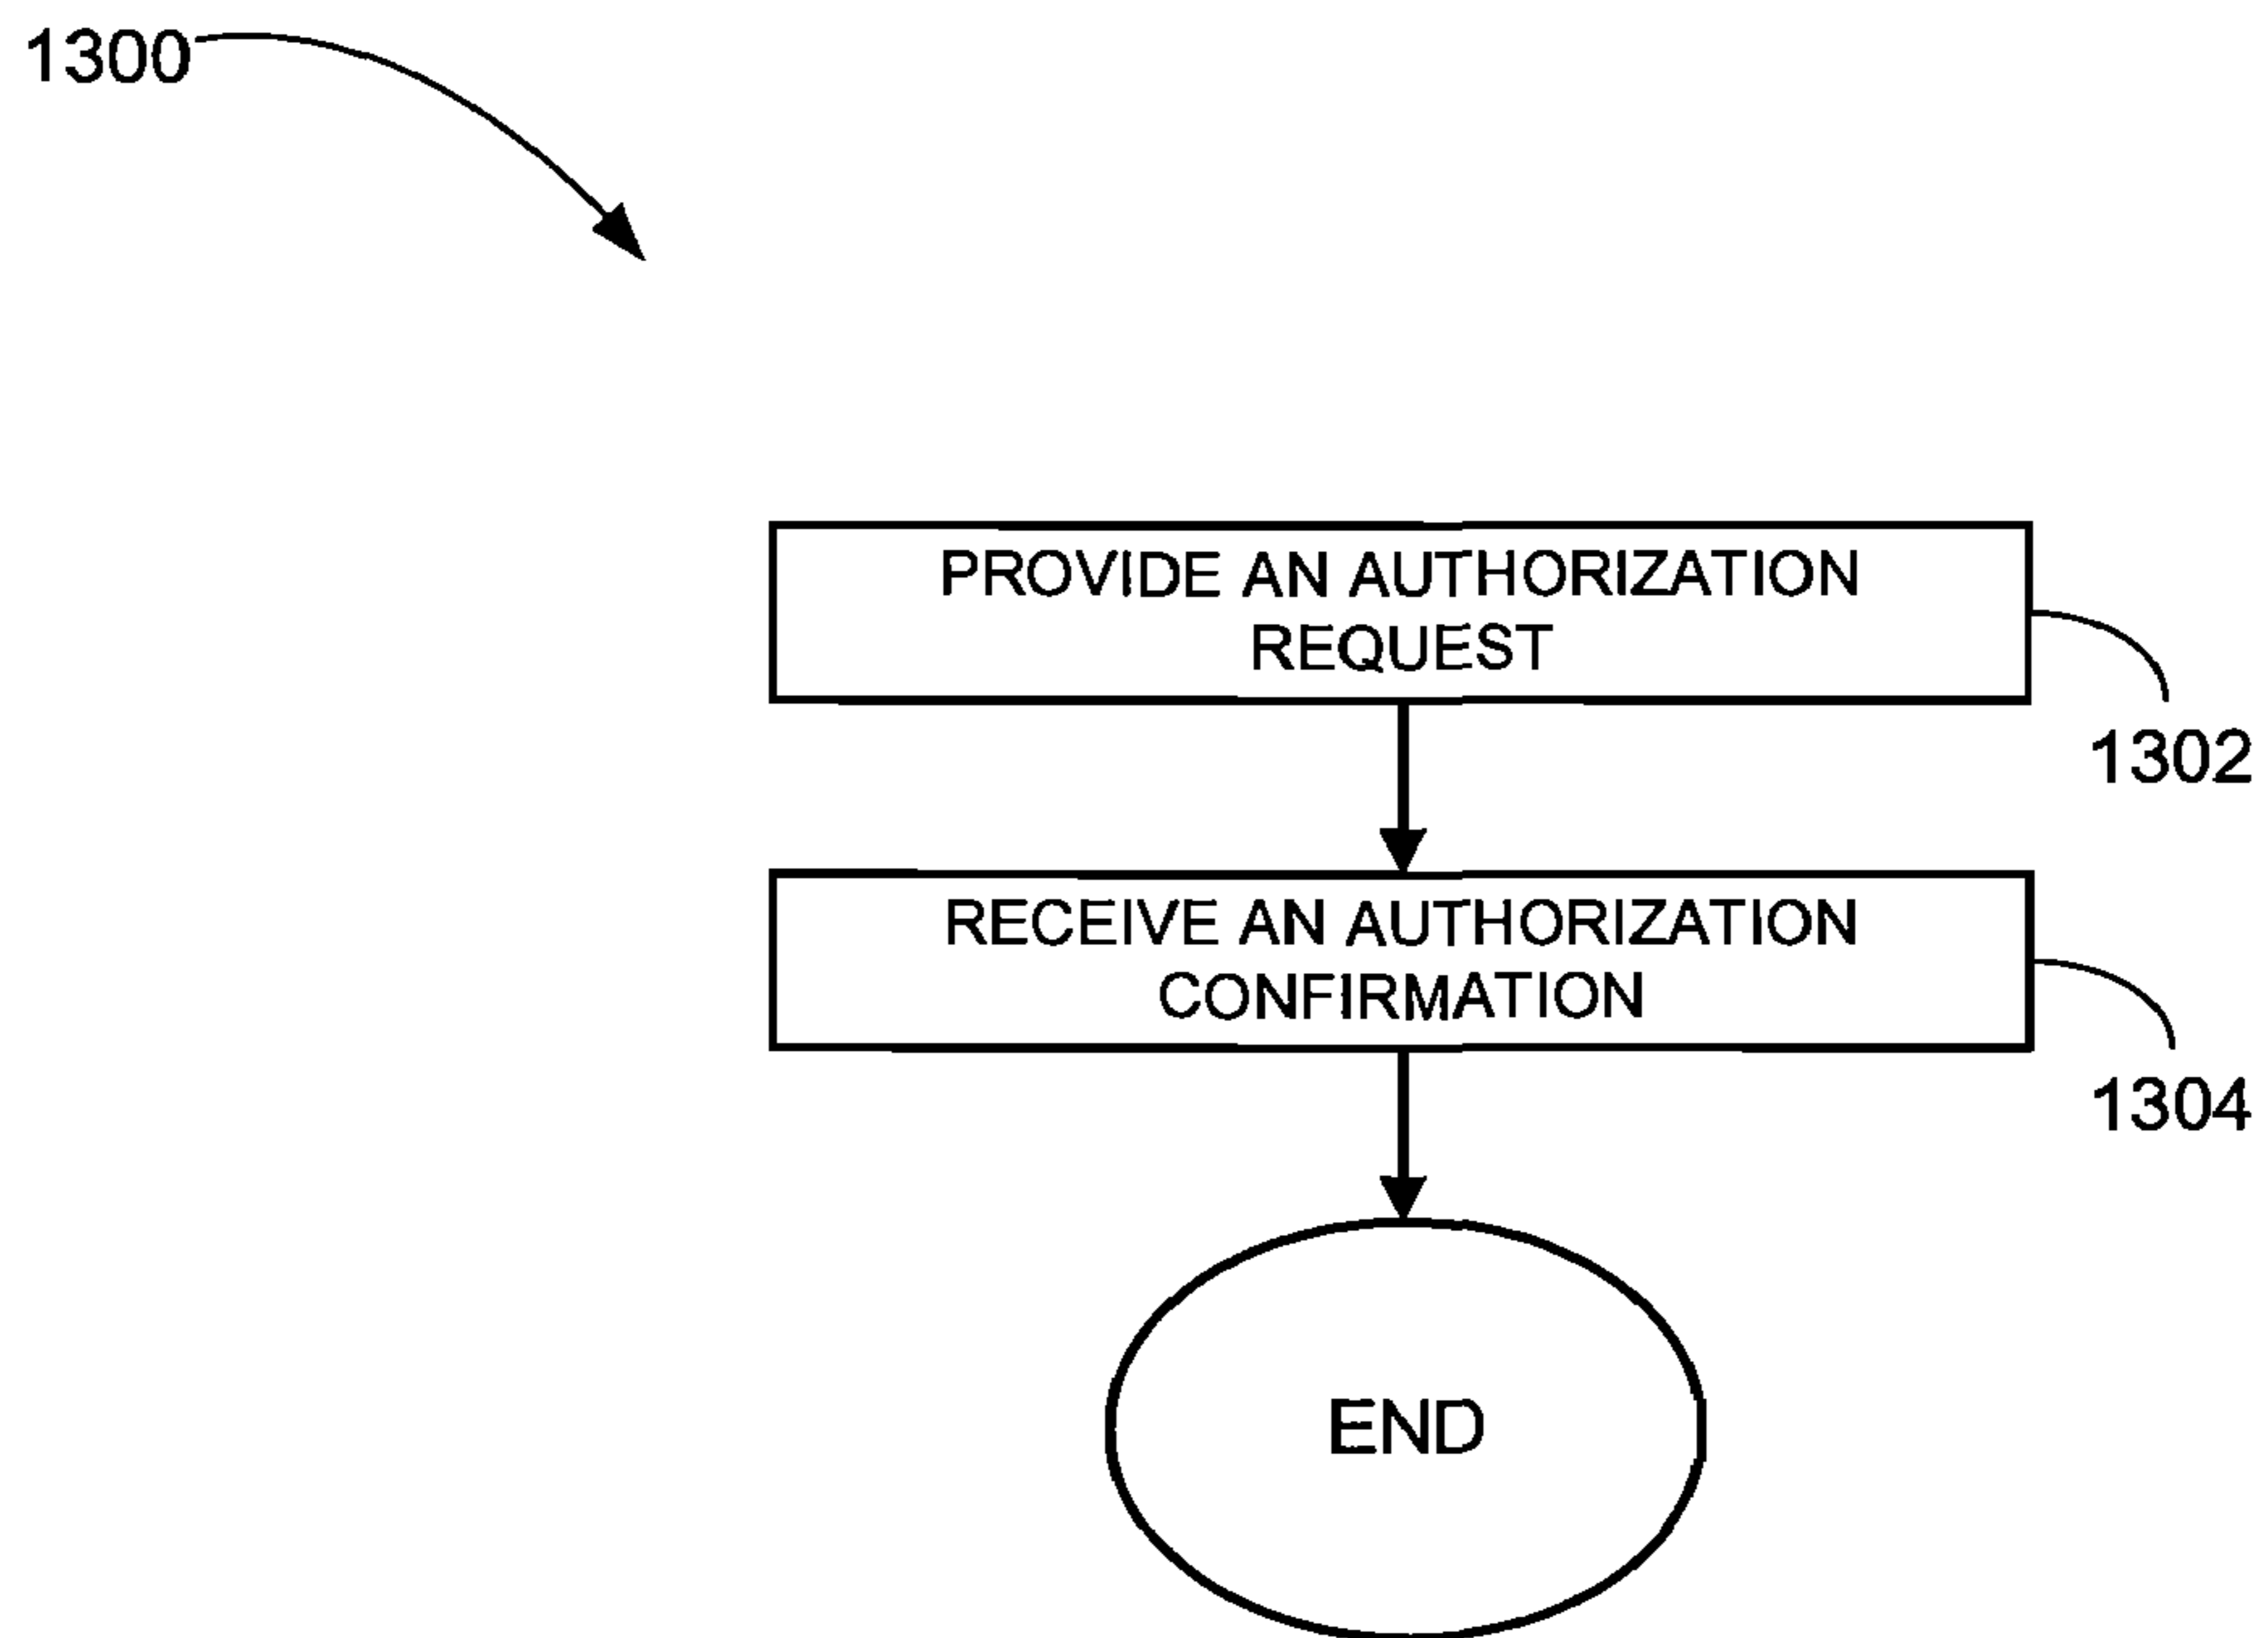 1300
PROVIDE AN AUTHORIZATION
REQUEST
1302
RECEIVE AN AUTHORIZATION
CONFIRMATION
1304
END